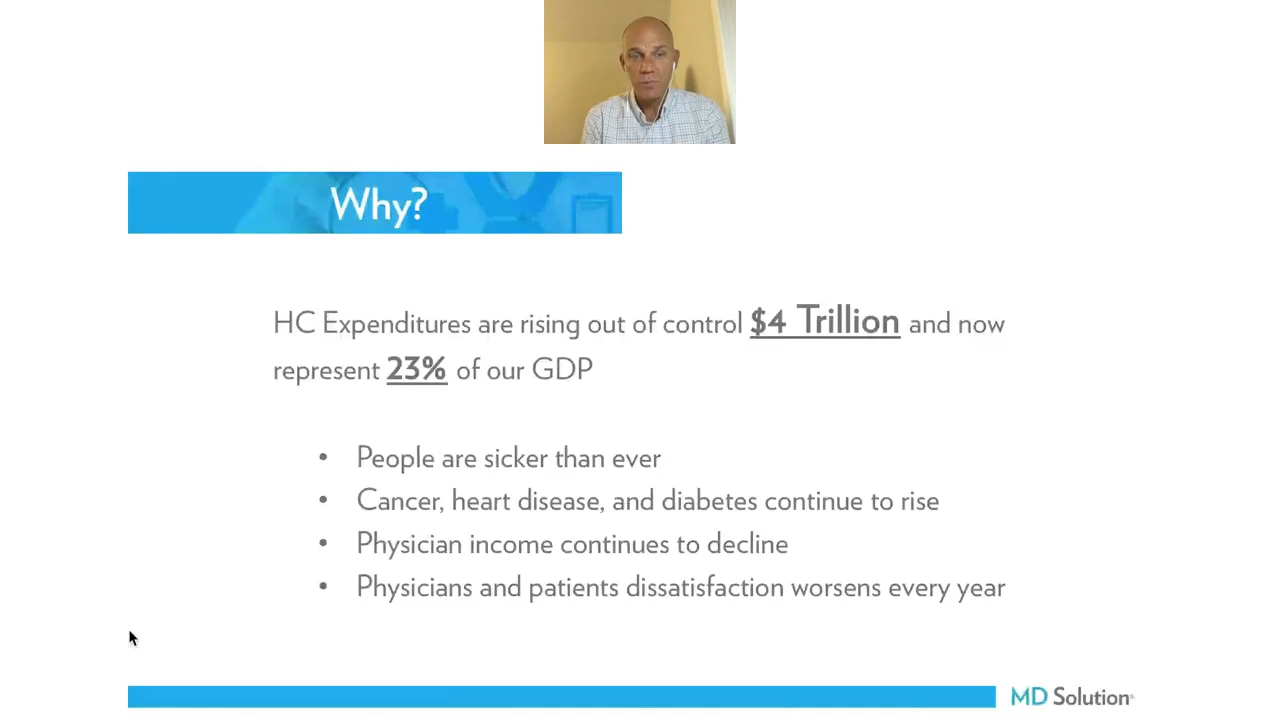 Why?
HC Expenditures are rising out of control $4 Trillion and now
represent 23% of our GDP
• People are sicker than ever
• Cancer, heart disease, and diabetes continue to rise
• Physician income continues to decline
• Physicians and patients dissatisfaction worsens every year
MD Solution®